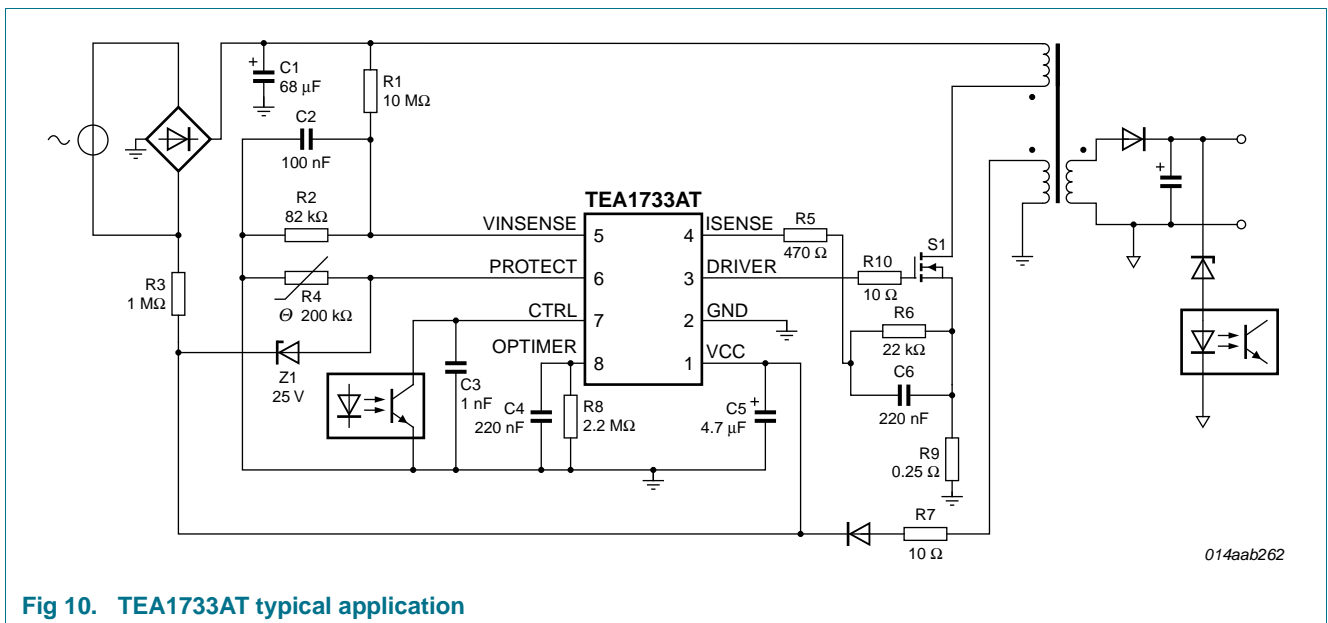 C1
68 μF
R1
10 MΩ
C2
100 nF
R2
82 kΩ
TEA1733AT
VINSENSE
5
4
ISENSE
R5
470 Ω
S1
PROTECT
6
3
DRIVER
R10
10 Ω
R3
1 MΩ
R4
Θ 200 kΩ
CTRL
7
2
GND
R6
22 kΩ
OPTIMER
8
1
VCC
Z1
25 V
C3
1 nF
C4
220 nF
R8
2.2 MΩ
C5
4.7 μF
C6
220 nF
R9
0.25 Ω
R7
10 Ω
014aab262
Fig 10. TEA1733AT typical application